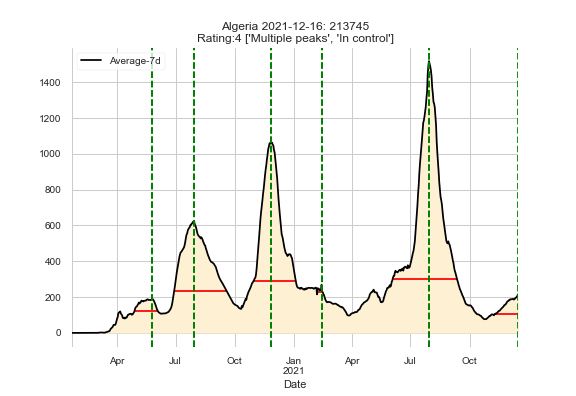 Algeria 2021-12-16: 213745
Rating:4 ['Multiple peaks', 'In control']
Average-7d
1400
1200
1000
800
600
400
200
0
Apr Jul Oct Jan Apr Jul Oct
2021
Date